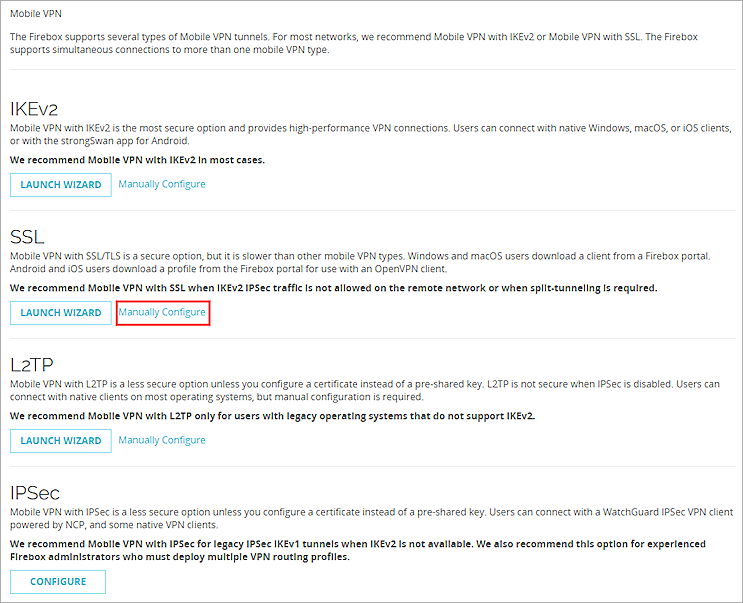 Mobile VPN
The Firebox supports several types of Mobile VPN tunnels. For most networks, we recommend Mobile VPN with IKEv2 or Mobile VPN with SSL. The Firebox
supports simultaneous connections to more than one mobile VPN type.
IKEv2
Mobile VPN with IKEv2 is the most secure option and provides high-performance VPN connections. Users can connect with native Windows, macOS, or iOS clients,
or with the strongSwan app for Android.
We recommend Mobile VPN with IKEv2 in most cases.
LAUNCH WIZARD Manually Configure
SSL
Mobile VPN with SSL/TLS is a secure option, but it is slower than other mobile VPN types. Windows and macOS users download a client from a Firebox portal.
Android and iOS users download a profile from the Firebox portal for use with an OpenVPN client.
We recommend Mobile VPN with SSL when IKEv2 IPSec traffic is not allowed on the remote network or when split-tunneling is required.
LAUNCH WIZARD Manually Configure
L2TP
Mobile VPN with L2TP is a less secure option unless you configure a certificate instead of a pre-shared key. L2TP is not secure when IPSec is disabled. Users can
connect with native clients on most operating systems, but manual configuration is required.
We recommend Mobile VPN with L2TP only for users with legacy operating systems that do not support IKEv2.
LAUNCH WIZARD Manually Configure
IPSec
Mobile VPN with IPSec is a less secure option unless you configure a certificate instead of a pre-shared key. Users can connect with a WatchGuard IPSec VPN client
powered by NCP, and some native VPN clients.
We recommend Mobile VPN with IPSec for legacy IPSec IKEv1 tunnels when IKEv2 is not available. We also recommend this option for experienced
Firebox administrators who must deploy multiple VPN routing profiles.
CONFIGURE